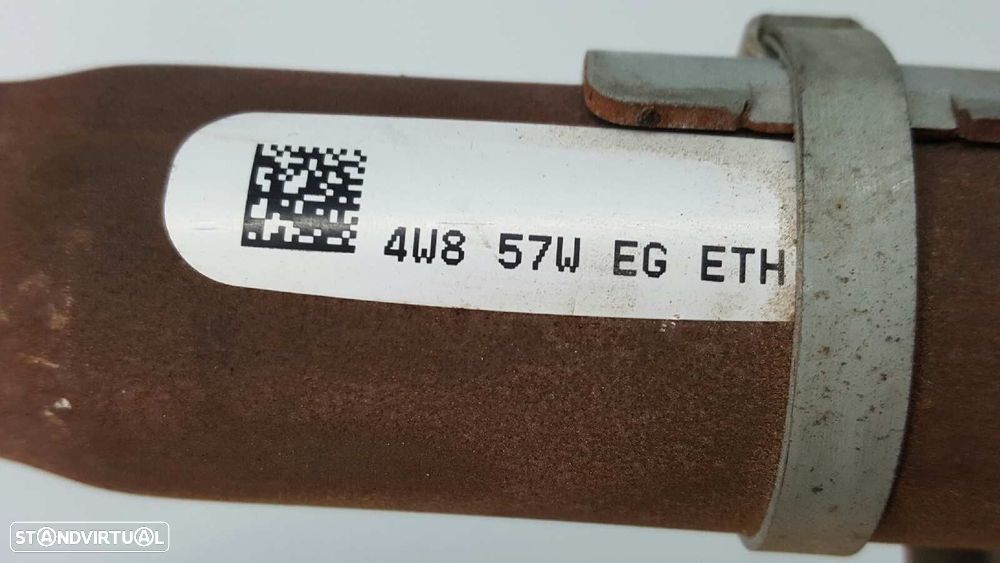 4W8 57W EG ETH
STANDVIRTUAL